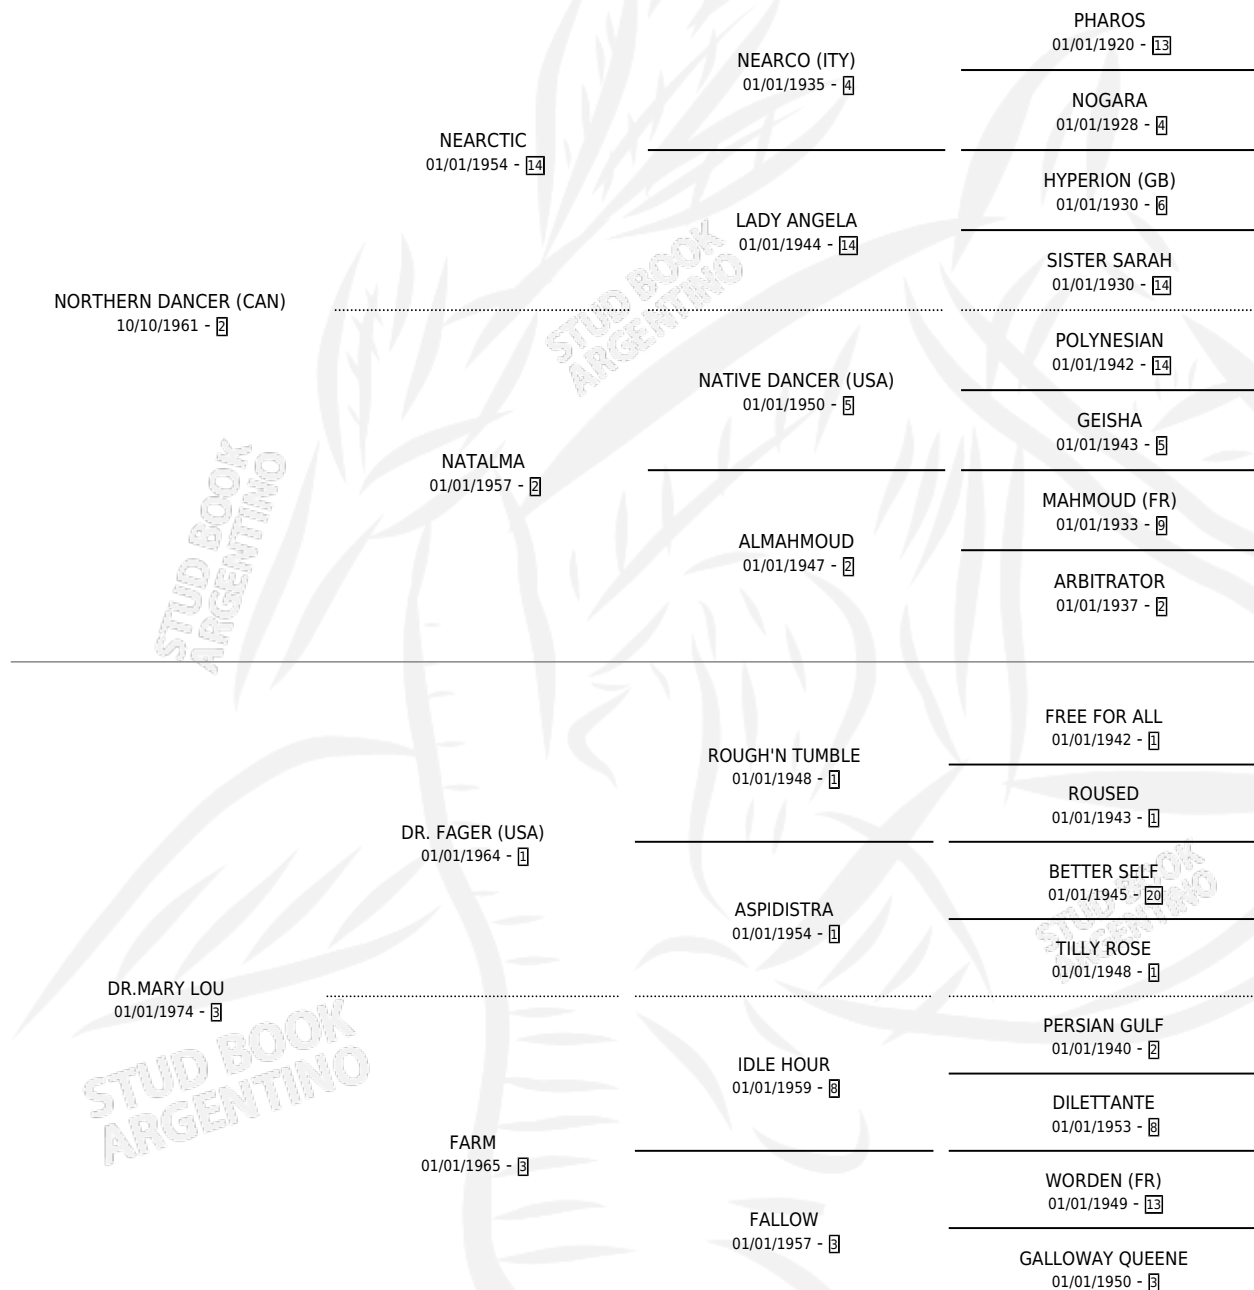 PHAROS
01/01/1920 - 13
NEARCO (ITY)
01/01/1935 - 4
NOGARA
01/01/1928 - 4
NEARCTIC
01/01/1954 - 14
HYPERION (GB)
01/01/1930 - 6
LADY ANGELA
01/01/1944 - 14
SISTER SARAH
01/01/1930 - 14
NORTHERN DANCER (CAN)
10/10/1961 - 2
POLYNESIAN
01/01/1942 - 14
NATIVE DANCER (USA)
01/01/1950 - 5
GEISHA
01/01/1943 - 5
NATALMA
01/01/1957 - 2
MAHMOUD (FR)
01/01/1933 - 9
ALMAHMOUD
01/01/1947 - 2
ARBITRATOR
01/01/1937 - 2
STUD BOOK
ARGENTINO
STUD BOOK
ARGENTINO
FREE FOR ALL
01/01/1942 - 1
ROUGH'N TUMBLE
01/01/1948 - 1
ROUSED
01/01/1943 - 1
DR. FAGER (USA)
01/01/1964 - 1
BETTER SELF
01/01/1945 - 20
ASPIDISTRA
01/01/1954 - 1
TILLY ROSE
01/01/1948 - 1
DR.MARY LOU
01/01/1974 - 3
PERSIAN GULF
01/01/1940 - 2
IDLE HOUR
01/01/1959 - 8
DILETTANTE
01/01/1953 - 8
FARM
01/01/1965 - 3
WORDEN (FR)
01/01/1949 - 13
FALLOW
01/01/1957 - 3
GALLOWAY QUEENE
01/01/1950 - 3
STUD BOOK
ARGENTINO
STUD BOOK
ARGENTINO